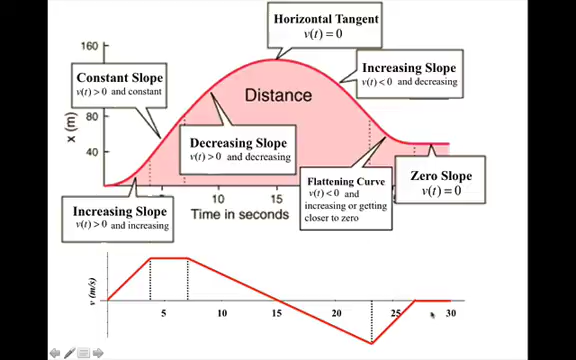 Horizontal Tangent
v(t) = 0
160
Constant Slope
v(t) > 0 and constant
Increasing Slope
v(t) < 0 and decreasing
Distance
x (m)
80
Decreasing Slope
v(t) > 0 and decreasing
40
Flattening Curve
v(t) < 0 and
increasing or getting
closer to zero
Zero Slope
v(t) = 0
5
10
15
Increasing Slope
v(t) > 0 and increasing
Time in seconds
v (m/s)
5
10
15
20
25
30